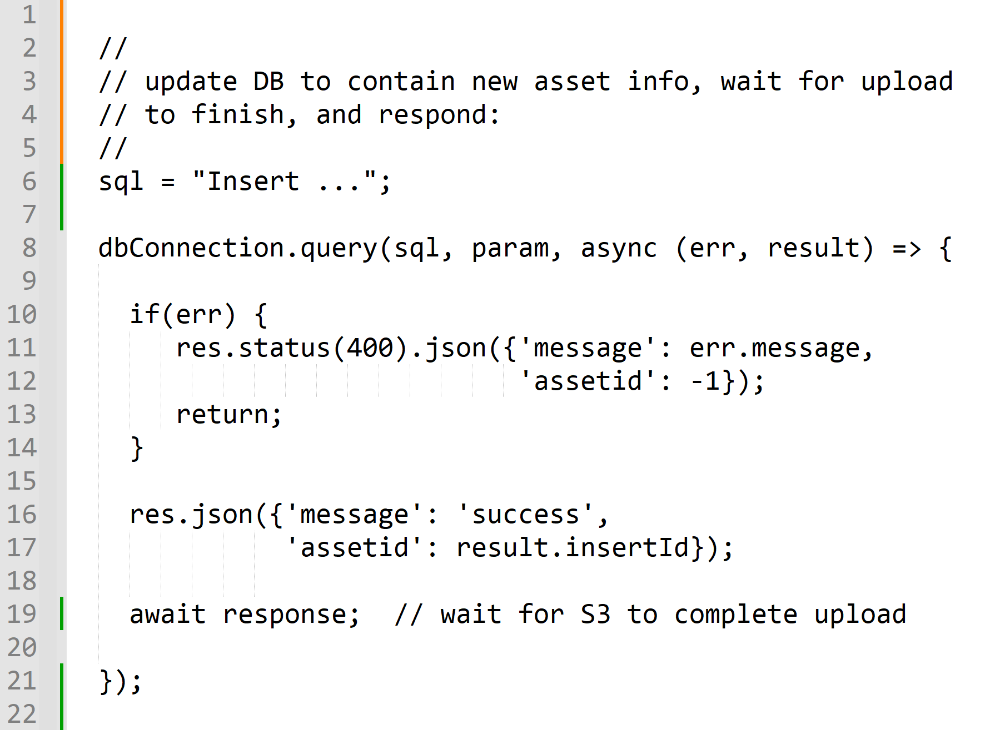 1
2 //
3 // update DB to contain new asset info, wait for upload
4 // to finish, and respond:
5 //
6 sql = "Insert ...";
7
8 dbConnection.query(sql, param, async (err, result) => {
9
10 if(err) {
11 res.status(400).json({'message': err.message,
12 'assetid': -1});
13 return;
14 }
15
16 res.json({'message': 'success',
17 'assetid': result.insertId});
18
19 await response;  // wait for S3 to complete upload
20
21 });
22